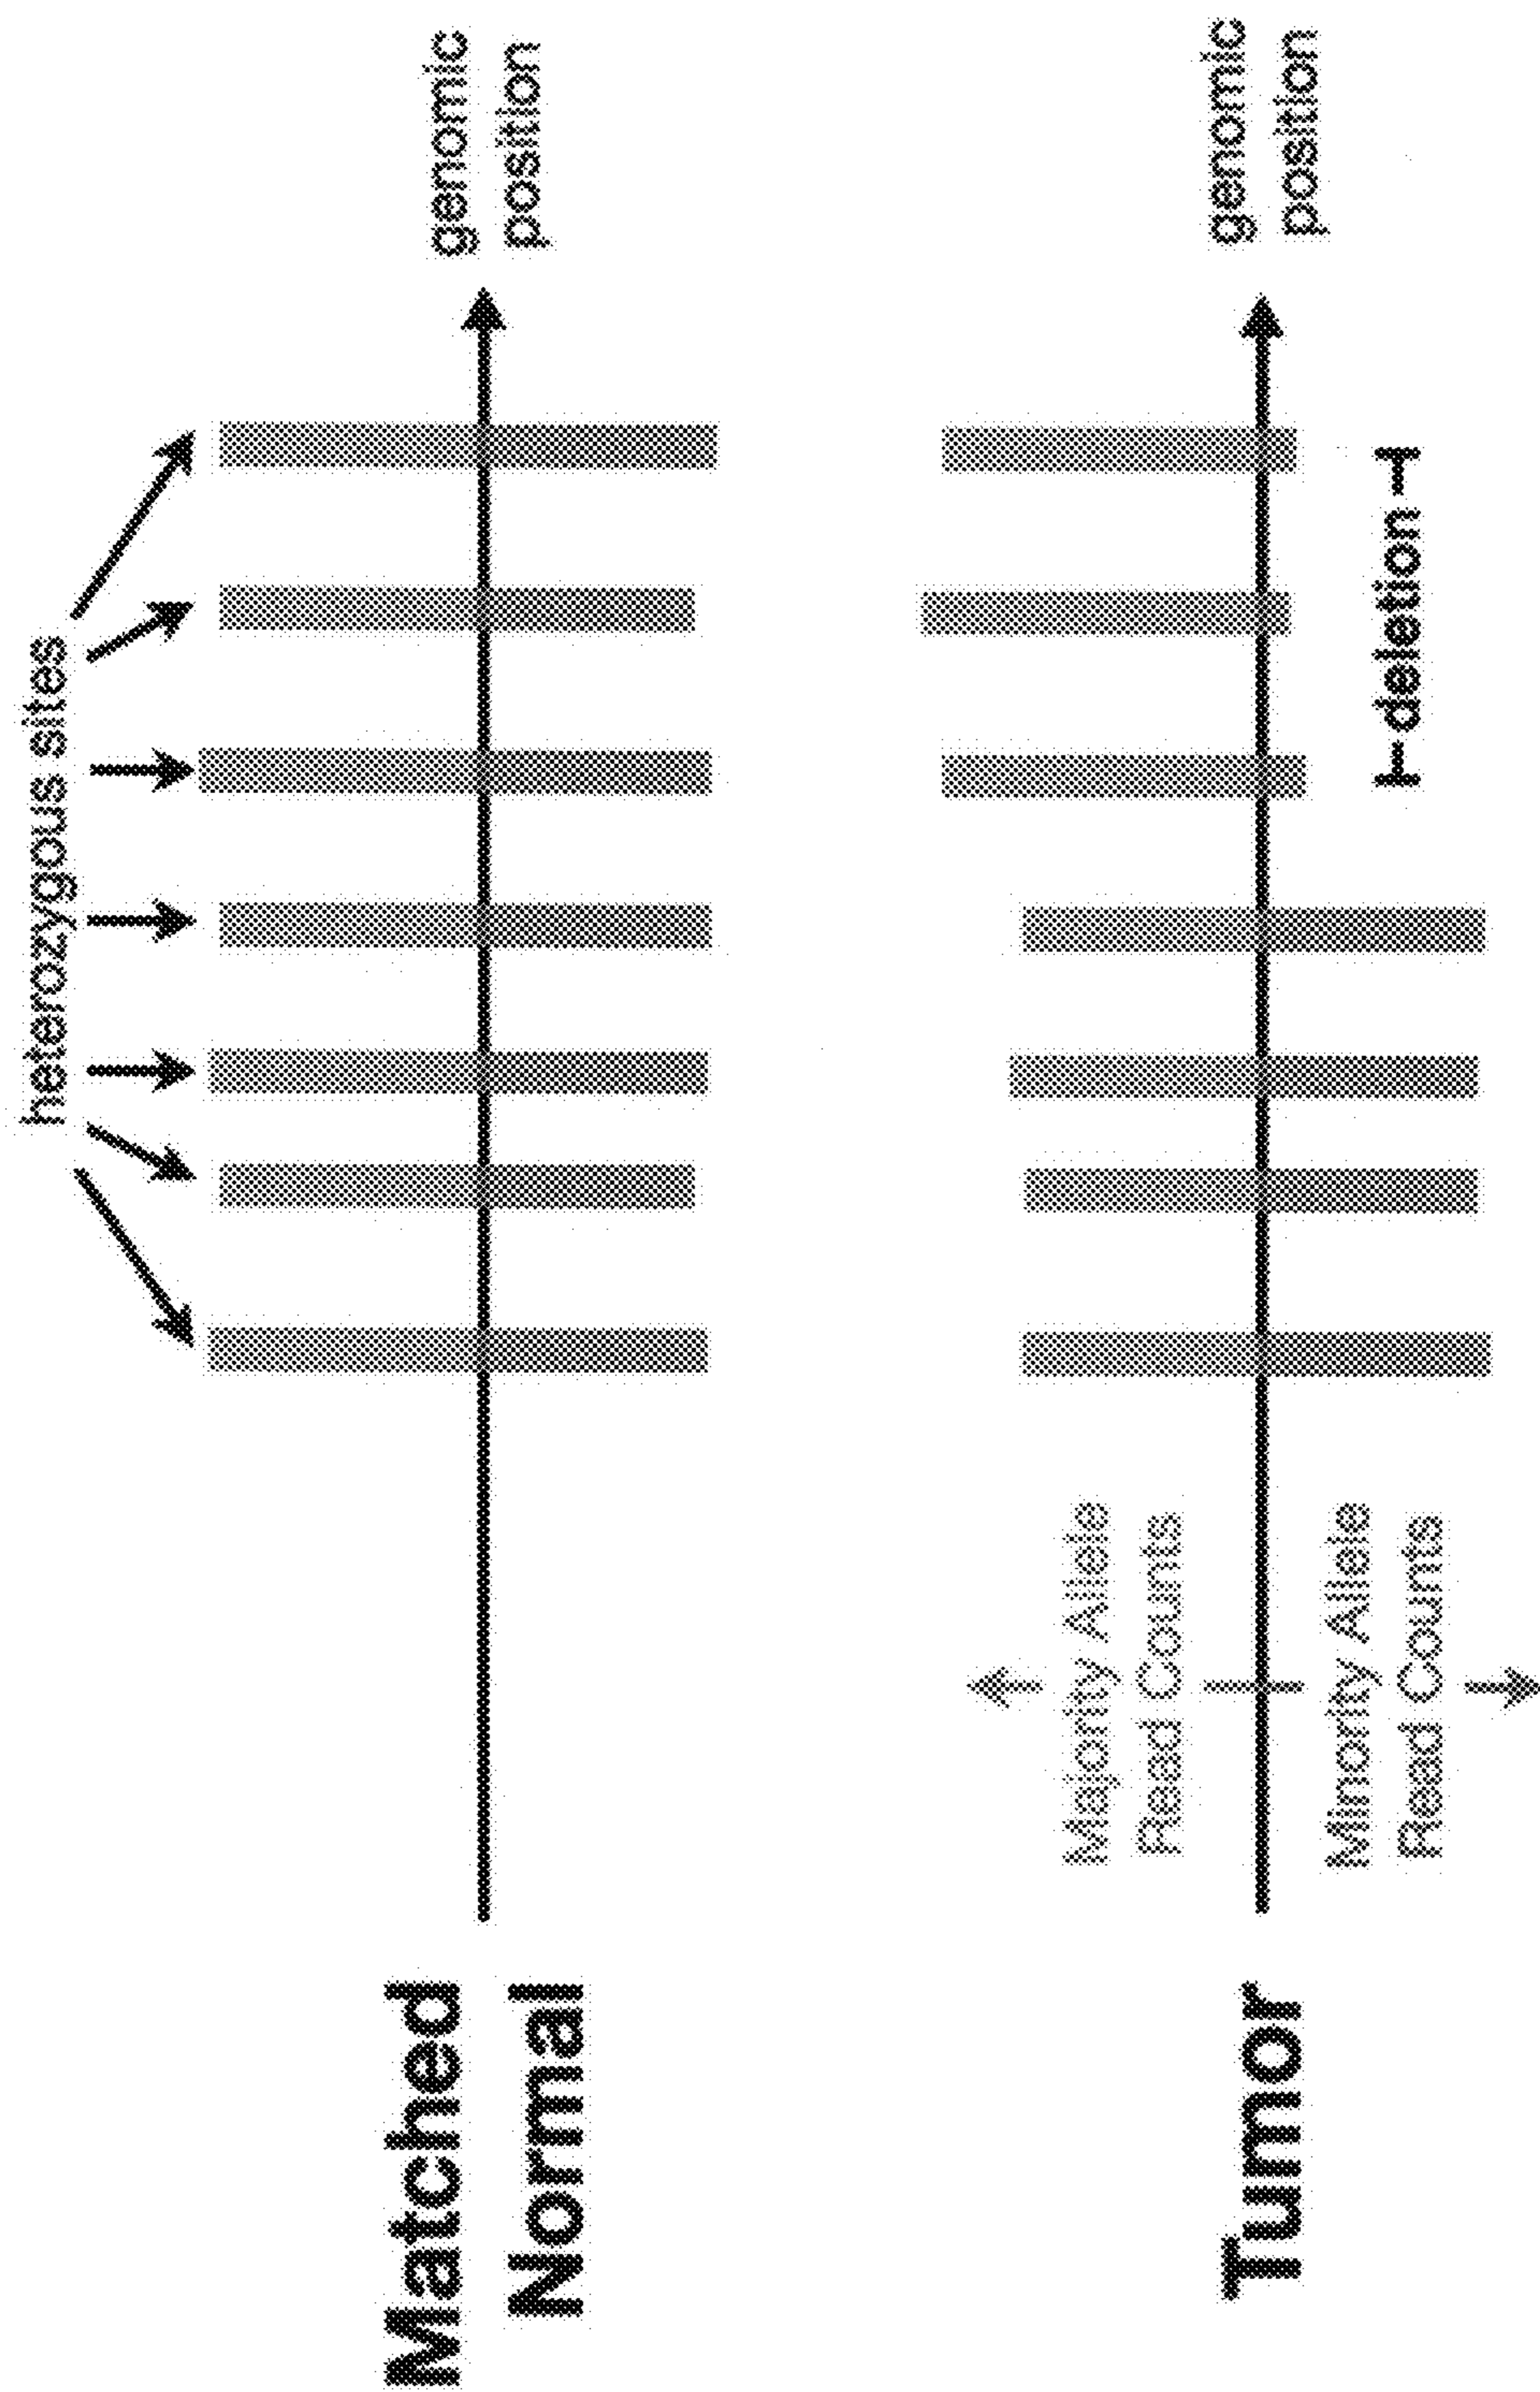 heterozygous sites
Matched
Normal
genomic
position
Majority Allele
Read Counts
Tumor
genomic
position
Minority Allele
Read Counts
deletion